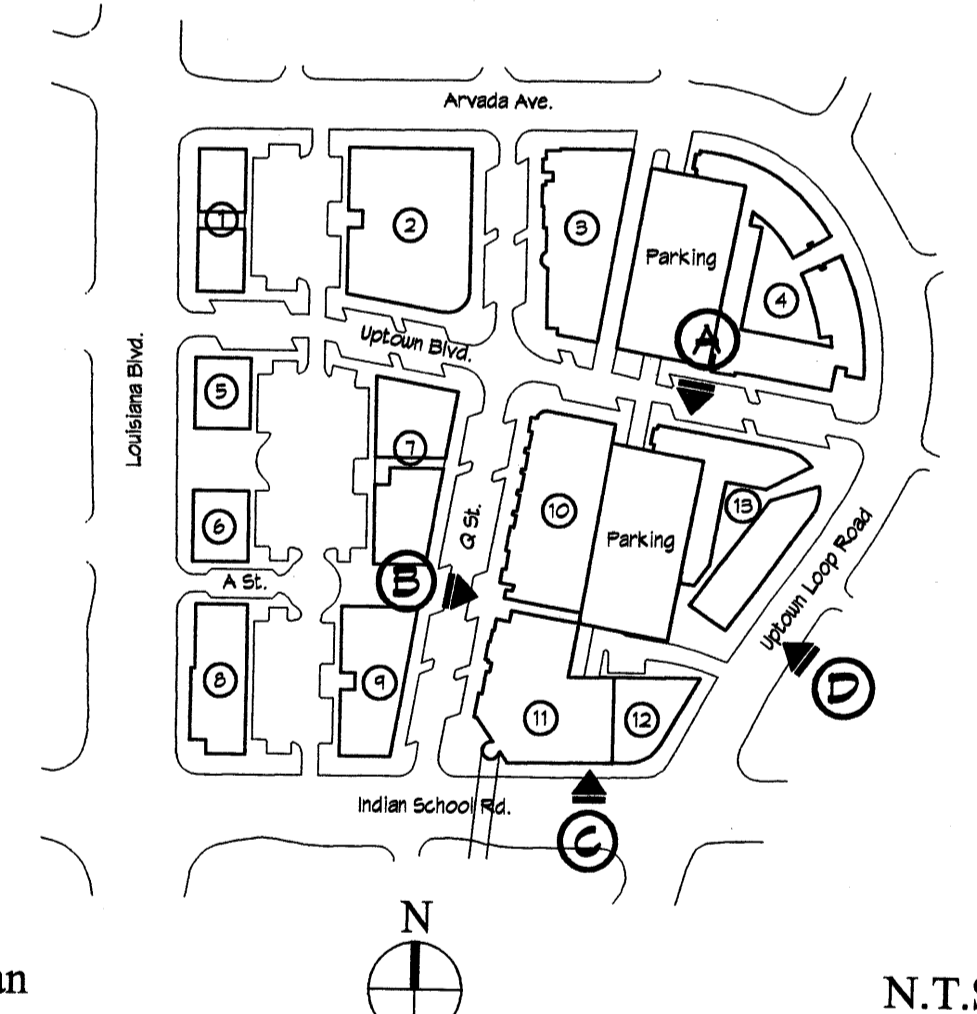 Arvada Ave.
1
2
3
Parking
4
A
Uptown Blvd.
Louisiana Blvd.
5
7
6
Q St.
10
Parking
13
Uptown Loop Road
A St.
B
8
9
11
12
D
Indian School Rd.
C
N
an
N.T.S